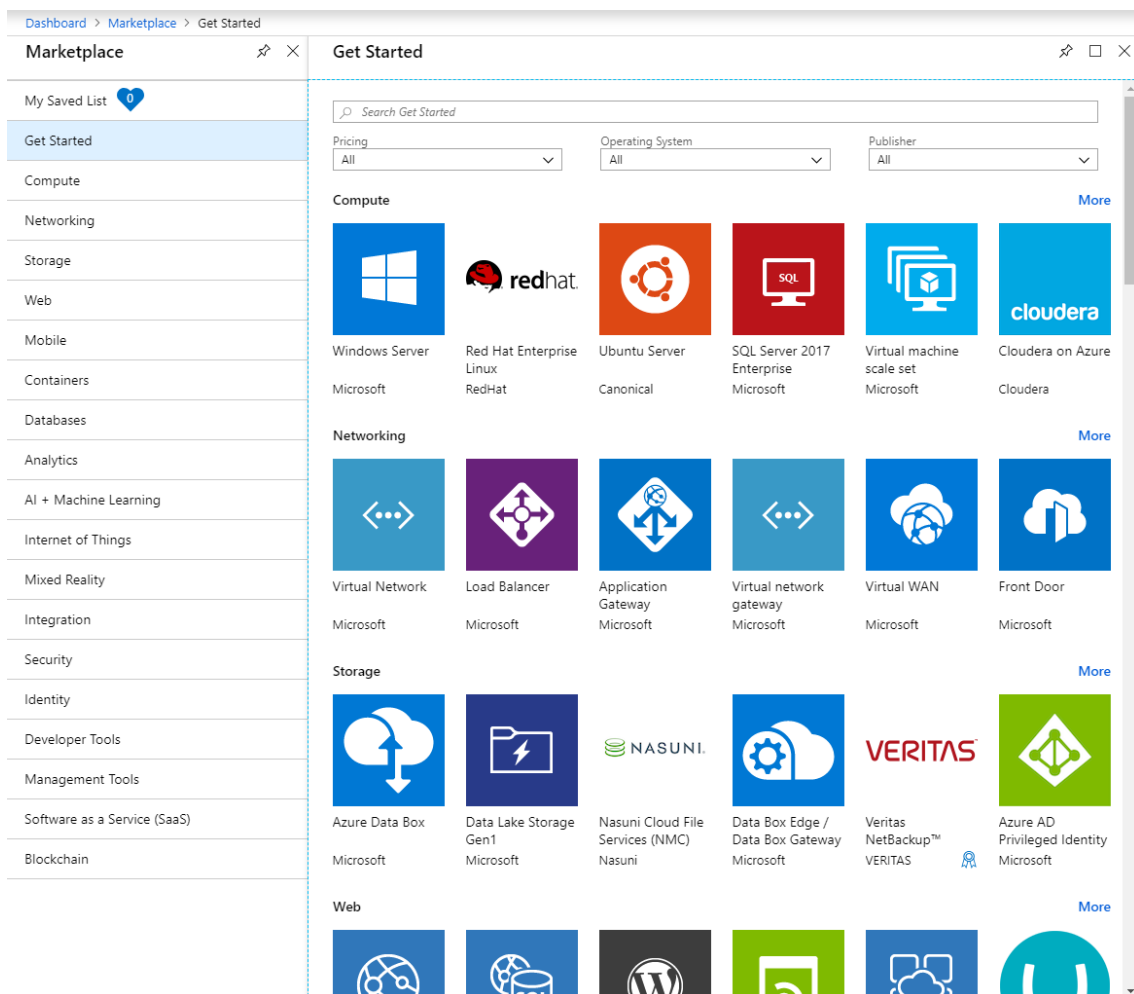 Dashboard > Marketplace > Get Started
Marketplace
Get Started
My Saved List 0
Get Started
Compute
Networking
Storage
Web
Mobile
Containers
Databases
Analytics
AI + Machine Learning
Internet of Things
Mixed Reality
Integration
Security
Identity
Developer Tools
Management Tools
Software as a Service (SaaS)
Blockchain
Search Get Started
Pricing Operating System Publisher
All All All
Compute More
redhat. SQL cloudera
Windows Server Red Hat Enterprise Ubuntu Server SQL Server 2017 Virtual machine Cloudera on Azure
Linux Enterprise scale set
Microsoft RedHat Canonical Microsoft Microsoft Cloudera
Networking More
Virtual Network Load Balancer Application Virtual network Virtual WAN Front Door
Gateway gateway
Microsoft Microsoft Microsoft Microsoft Microsoft Microsoft
Storage More
NASUNI. VERITAS
Azure Data Box Data Lake Storage Nasuni Cloud File Data Box Edge / Veritas Azure AD
Gen1 Services (NMC) Data Box Gateway NetBackup™ Privileged Identity
Microsoft Microsoft Nasuni Microsoft VERITAS Microsoft
Web More